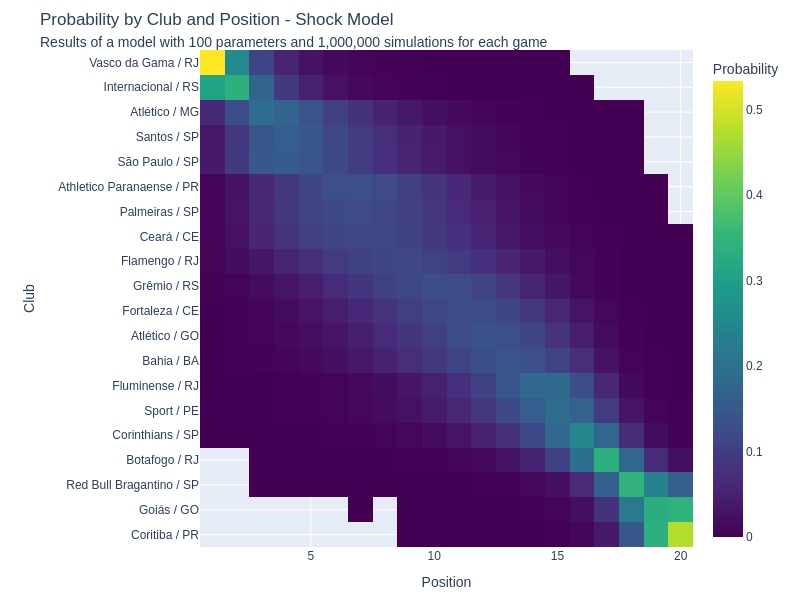 Probability by Club and Position - Shock Model
Results of a model with 100 parameters and 1,000,000 simulations for each game
Probability
Vasco da Gama / RJ
Internacional / RS
Atlético / MG
Santos / SP
São Paulo / SP
Athletico Paranaense / PR
Palmeiras / SP
Ceará / CE
Flamengo / RJ
Grêmio / RS
Fortaleza / CE
Atlético / GO
Bahia / BA
Fluminense / RJ
Sport / PE
Corinthians / SP
Botafogo / RJ
Red Bull Bragantino / SP
Goiás / GO
Coritiba / PR
Club
5
10
15
20
Position
0.5
0.4
0.3
0.2
0.1
0